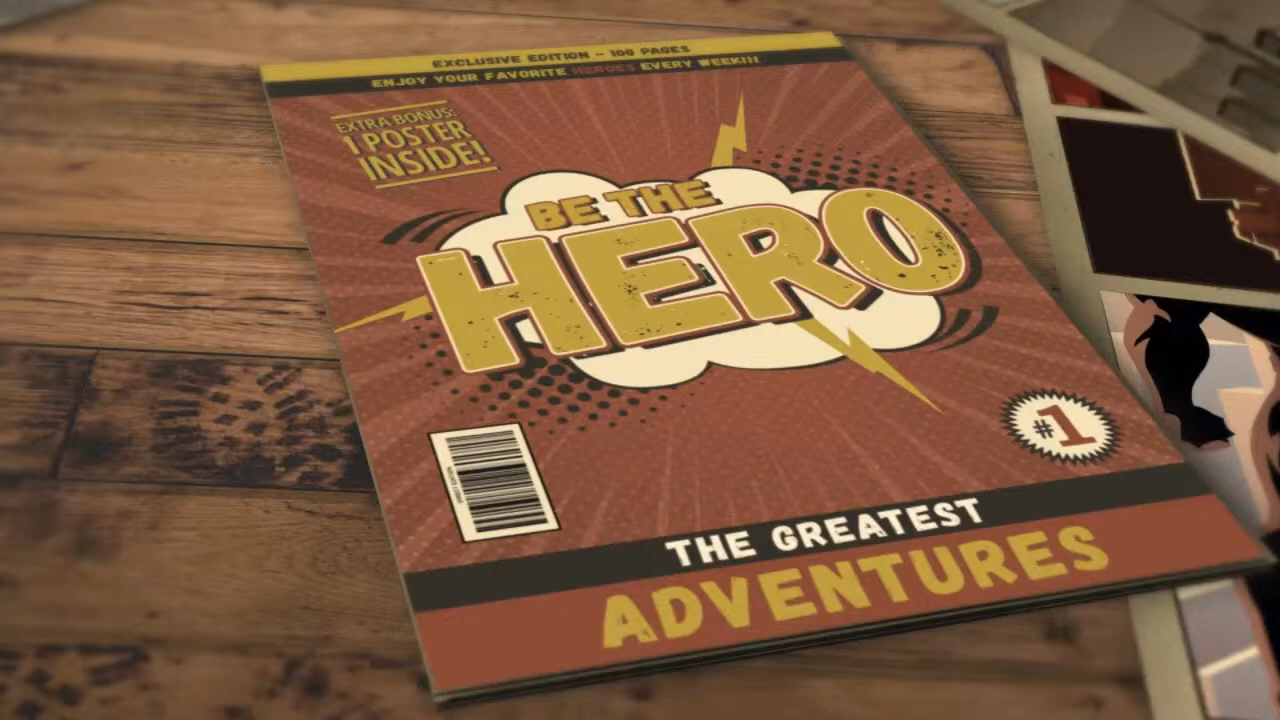 EXCLUSIVE EDITION - 100 PAGES
ENJOY YOUR FAVORITE HEROES EVERY WEEK!!!
EXTRA BONUS:
1 POSTER
INSIDE!
BE THE
HERO
#1
THE GREATEST
ADVENTURES